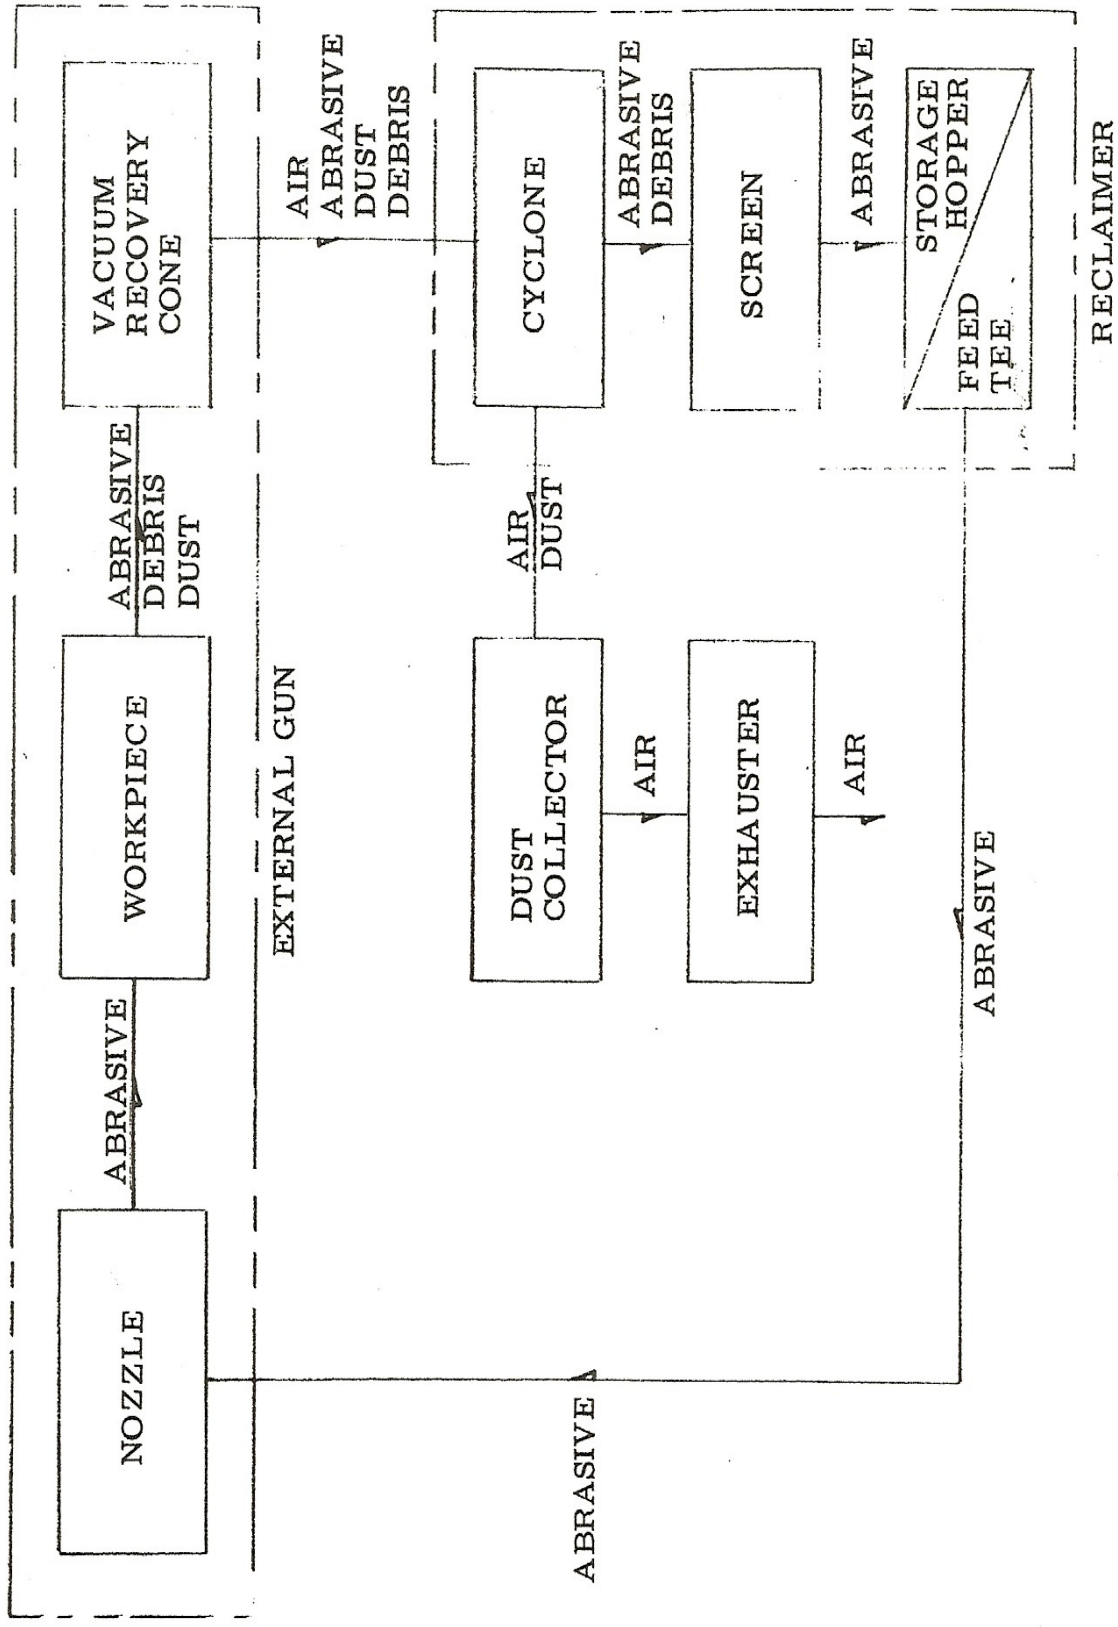 NOZZLE
ABRASIVE
WORKPIECE
ABRASIVE
DEBRIS
DUST
VACUUM
RECOVERY
CONE
EXTERNAL GUN
AIR
ABRASIVE
DUST
DEBRIS
CYCLONE
AIR
DUST
DUST
COLLECTOR
AIR
EXHAUSTER
AIR
ABRASIVE
DEBRIS
SCREEN
ABRASIVE
STORAGE
HOPPER
FEED
TEE
RECLAIMER
ABRASIVE
ABRASIVE